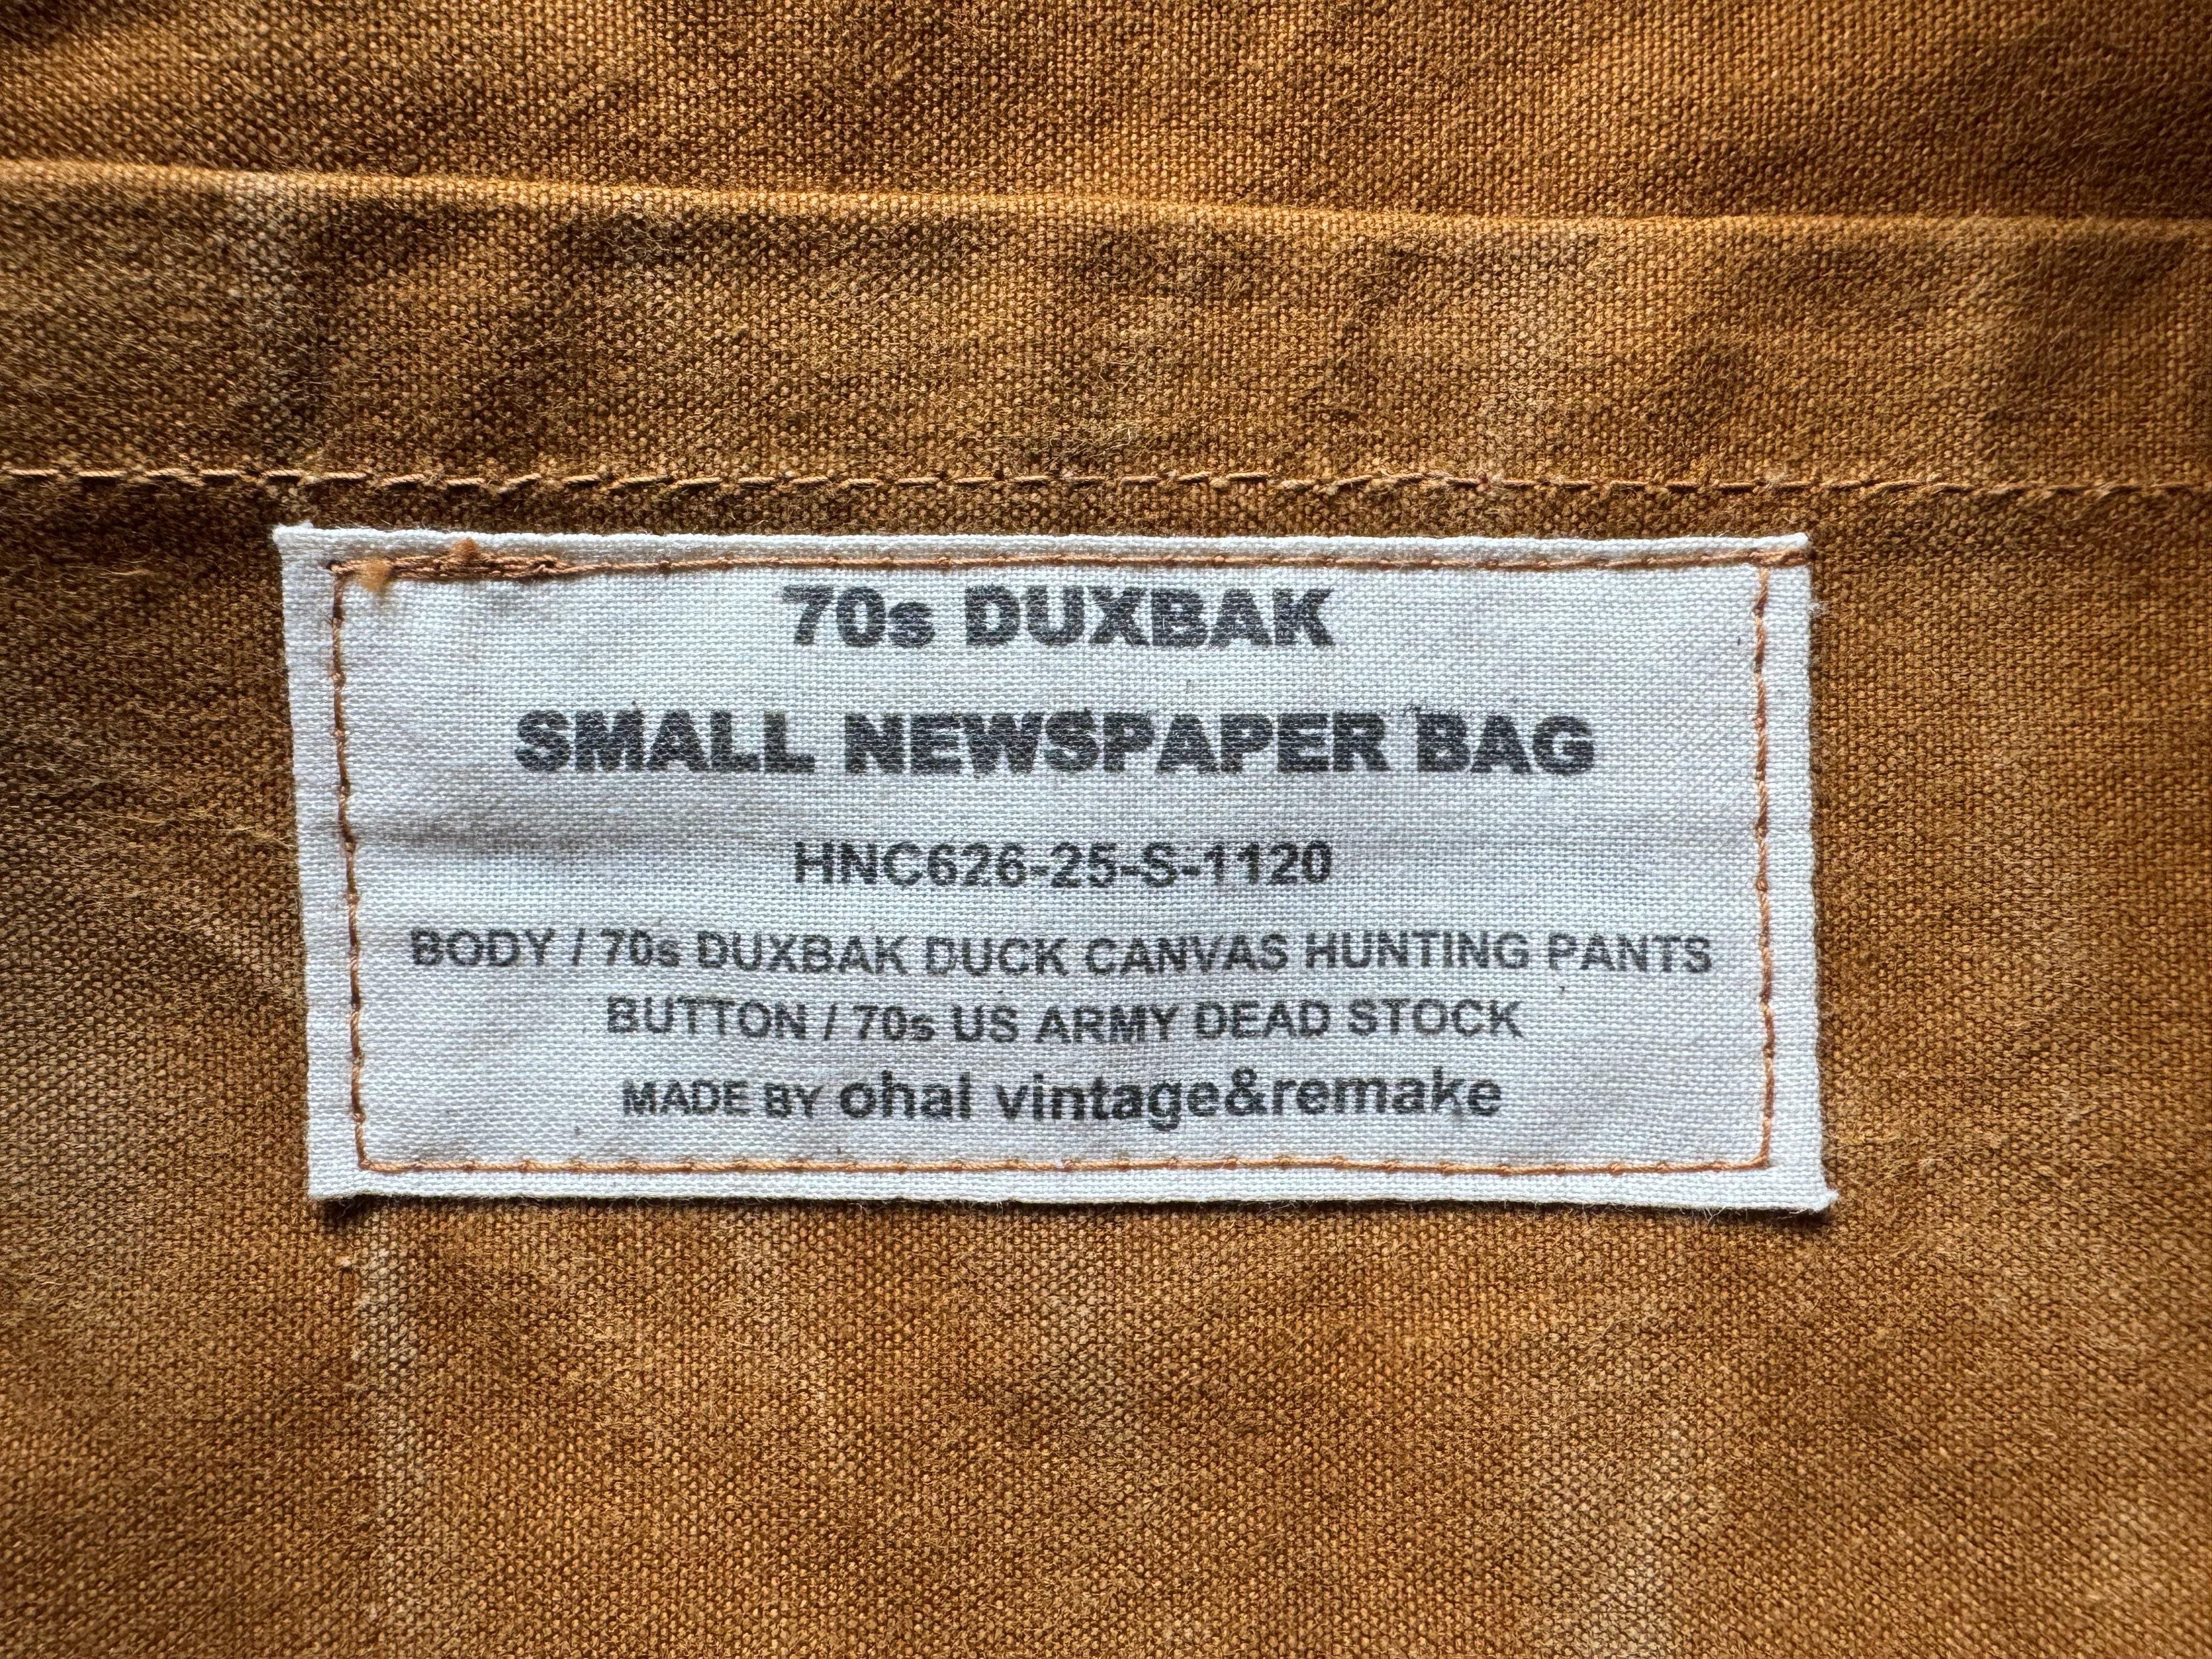 70s DUXBAK
SMALL NEWSPAPER BAG
HNC626-25-S-1120
BODY / 70s DUXBAK DUCK CANVAS HUNTING PANTS
BUTTON / 70s US ARMY DEAD STOCK
MADE BY ohal vintage&remake